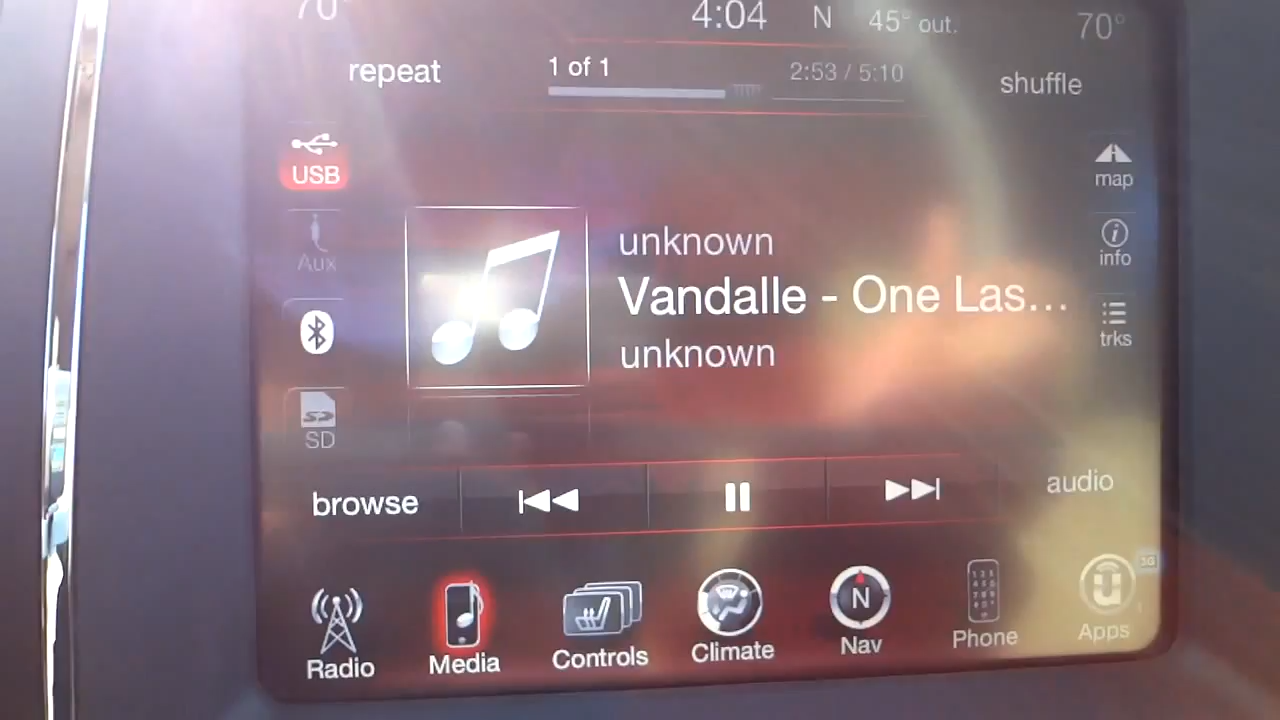 70°
4:04 N 45° out. 70°
repeat
1 of 1
2:53 / 5:10
shuffle
USB
Aux
SD
unknown
Vandalle - One Las...
unknown
map
info
trks
browse
audio
Radio
Media
Controls
Climate
N
Nav
Phone
3G
Apps